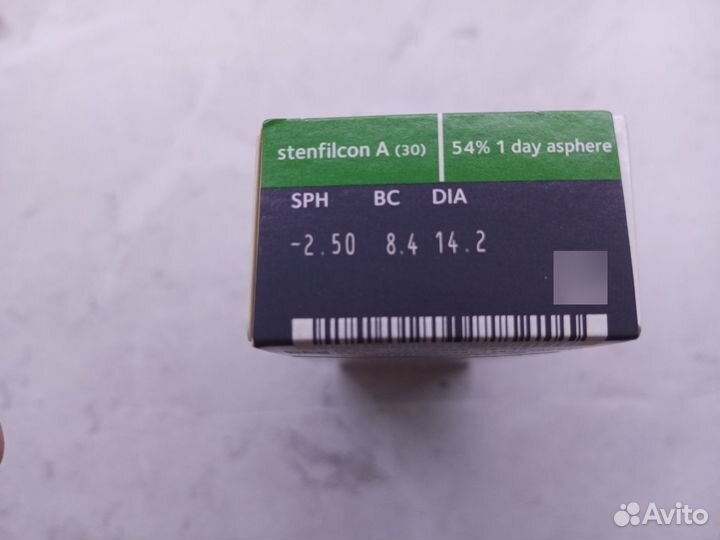 stenfilcon A (30) 54% 1 day asphere
SPH BC DIA
-2.50 8.4 14.2
Avito